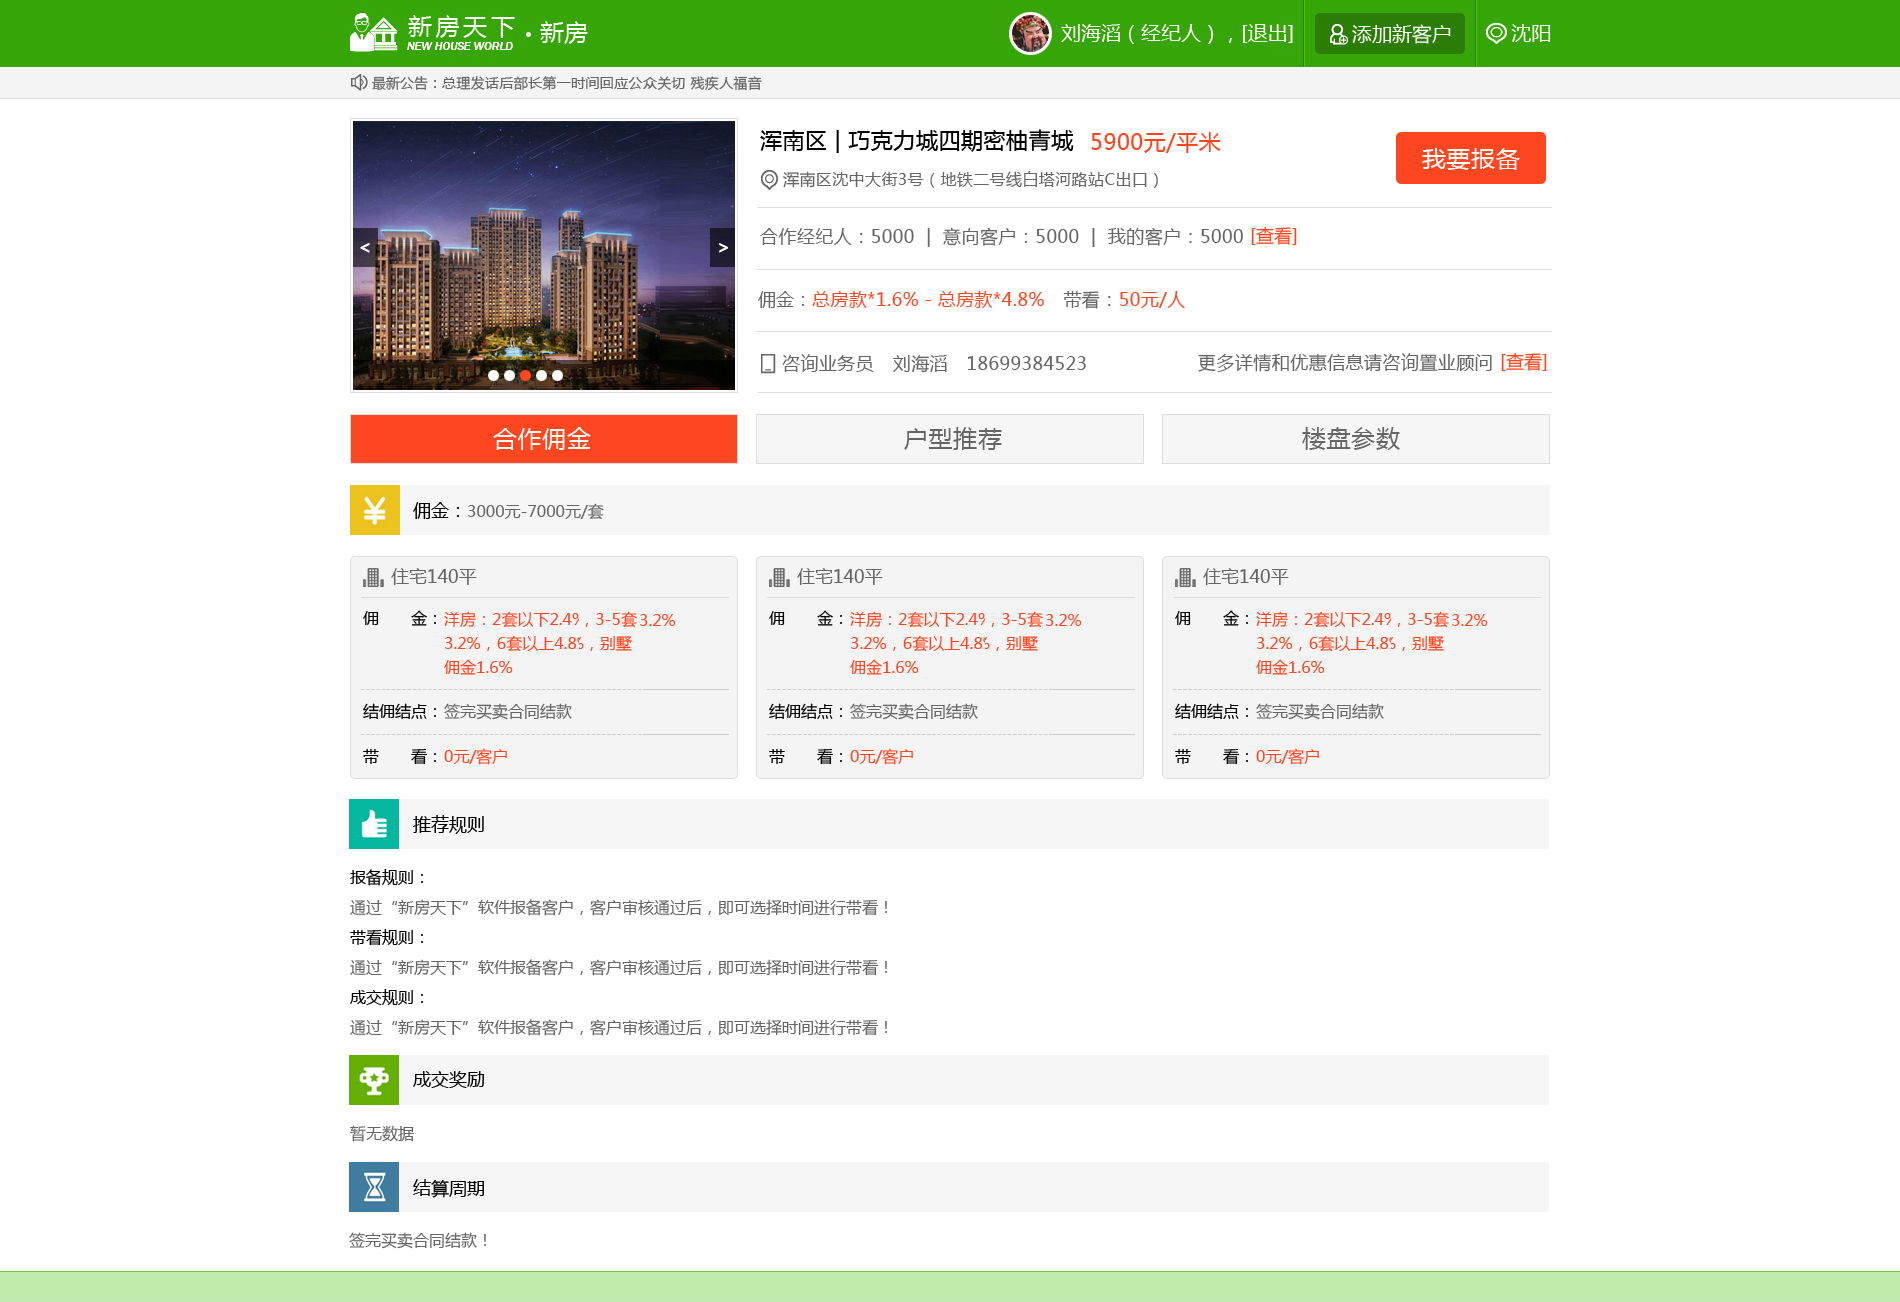 新房天下
NEW HOUSE WORLD
· 新房
刘海滔（经纪人），[退出]
添加新客户
沈阳
最新公告：总理发话后部长第一时间回应公众关切 残疾人福音
<
>
浑南区 | 巧克力城四期密柚青城 5900元/平米
我要报备
浑南区沈中大街3号（地铁二号线白塔河路站C出口）
合作经纪人：5000 | 意向客户：5000 | 我的客户：5000 [查看]
佣金：总房款*1.6% - 总房款*4.8% 带看：50元/人
咨询业务员 刘海滔 18699384523
更多详情和优惠信息请咨询置业顾问 [查看]
合作佣金
户型推荐
楼盘参数
佣金：3000元-7000元/套
住宅140平
佣 金：洋房：2套以下2.4%，3-5套3.2%
3.2%，6套以上4.8%，别墅
佣金1.6%
结佣结点：签完买卖合同结款
带 看：0元/客户
住宅140平
佣 金：洋房：2套以下2.4%，3-5套3.2%
3.2%，6套以上4.8%，别墅
佣金1.6%
结佣结点：签完买卖合同结款
带 看：0元/客户
住宅140平
佣 金：洋房：2套以下2.4%，3-5套3.2%
3.2%，6套以上4.8%，别墅
佣金1.6%
结佣结点：签完买卖合同结款
带 看：0元/客户
推荐规则
报备规则：
通过“新房天下”软件报备客户，客户审核通过后，即可选择时间进行带看！
带看规则：
通过“新房天下”软件报备客户，客户审核通过后，即可选择时间进行带看！
成交规则：
通过“新房天下”软件报备客户，客户审核通过后，即可选择时间进行带看！
成交奖励
暂无数据
结算周期
签完买卖合同结款！